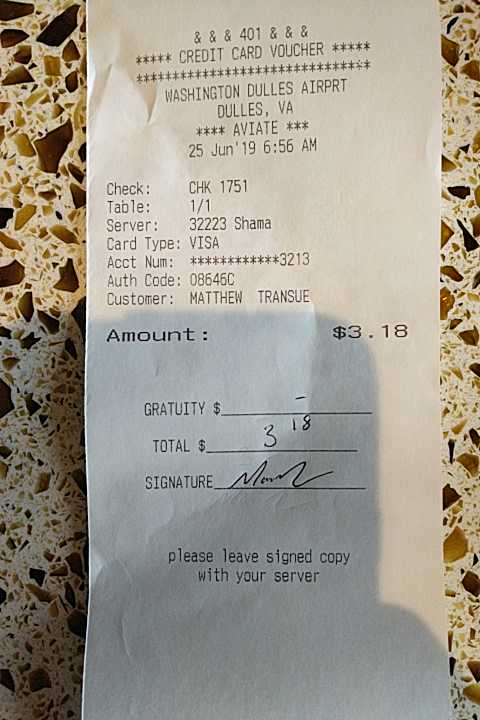 & & & 401 & & &
***** CREDIT CARD VOUCHER *****
*******************************
WASHINGTON DULLES AIRPRT
DULLES, VA
**** AVIATE ***
25 Jun'19 6:56 AM
Check: CHK 1751
Table: 1/1
Server: 32223 Shama
Card Type: VISA
Acct Num: ************3213
Auth Code: 08646C
Customer: MATTHEW TRANSUE
Amount: $3.18
GRATUITY $ -
TOTAL $ 3 18
SIGNATURE
please leave signed copy
with your server